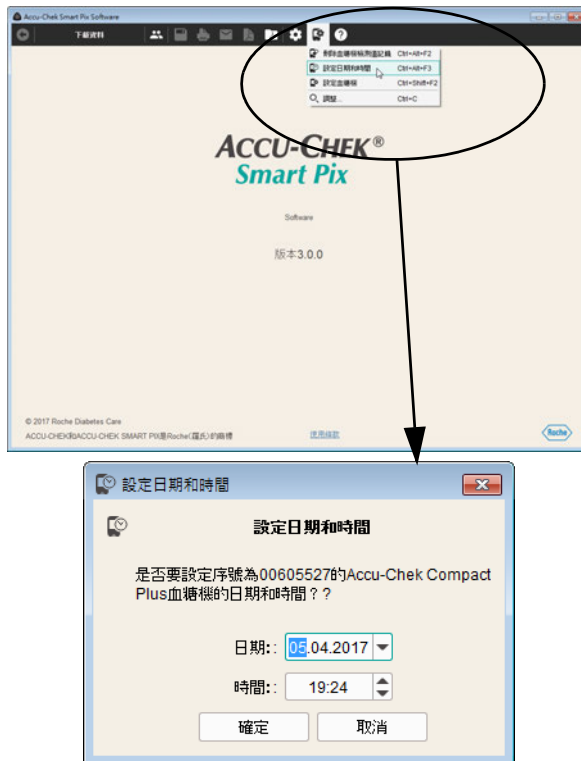 Accu-Chek Smart Pix Software
下載資料
刪除血糖機檢測值記錄 Ctrl+Alt+F2
設定日期和時間 Ctrl+Alt+F3
設定血糖機 Ctrl+Shift+F2
調整... Ctrl+C
ACCU-CHEK®
Smart Pix
Software
版本3.0.0
© 2017 Roche Diabetes Care
ACCU-CHEK和ACCU-CHEK SMART PIX是Roche(羅氏)的商標
使用條款
Roche
設定日期和時間
設定日期和時間
是否要設定序號為00605527的Accu-Chek Compact
Plus血糖機的日期和時間？?
日期:: 05.04.2017
時間:: 19:24
確定 取消